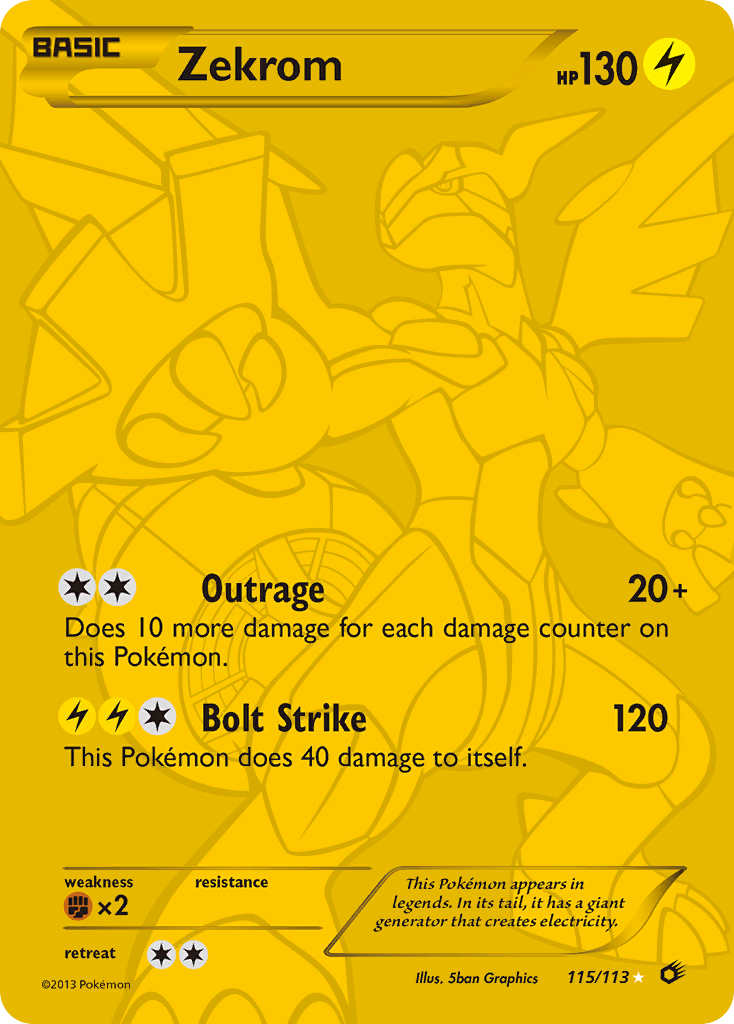 BASIC
Zekrom
HP130
Outrage
20+
Does 10 more damage for each damage counter on
this Pokémon.
Bolt Strike
120
This Pokémon does 40 damage to itself.
weakness
resistance
×2
This Pokémon appears in
legends. In its tail, it has a giant
generator that creates electricity.
retreat
©2013 Pokémon
Illus. 5ban Graphics
115/113